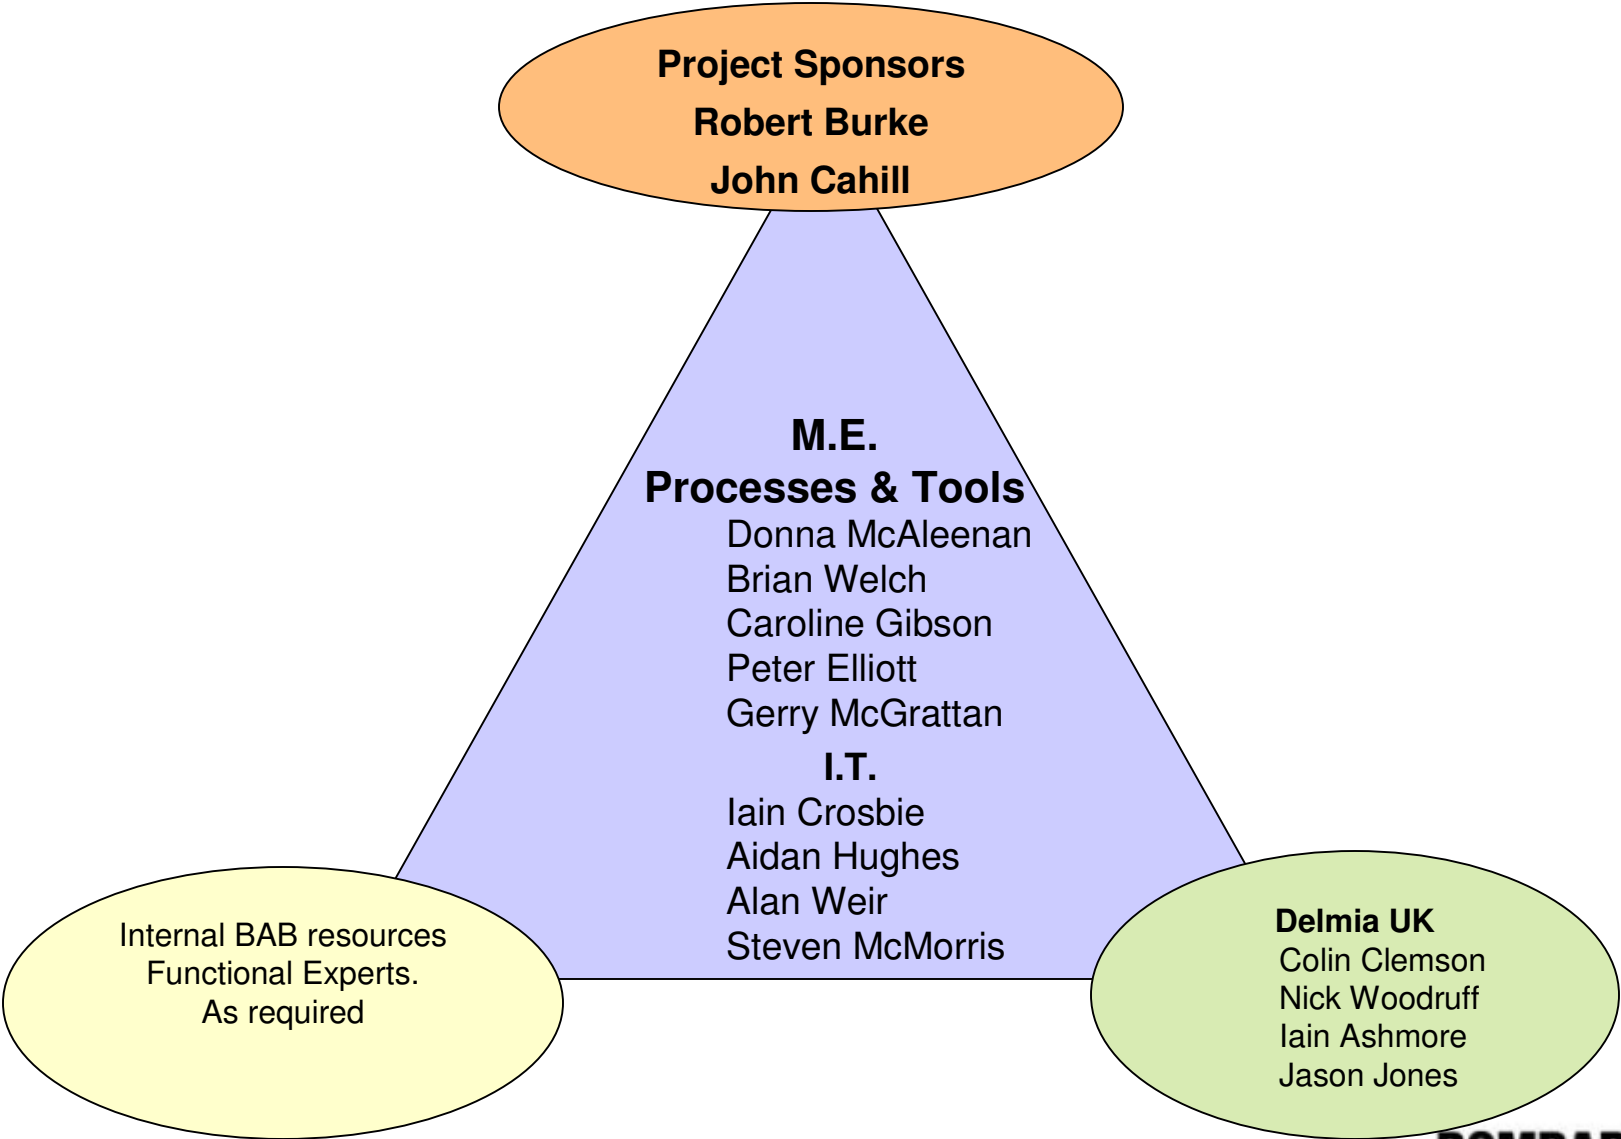 Project Sponsors
Robert Burke
John Cahill
M.E.
Processes & Tools
Donna McAleenan
Brian Welch
Caroline Gibson
Peter Elliott
Gerry McGrattan
I.T.
Iain Crosbie
Aidan Hughes
Alan Weir
Steven McMorris
Internal BAB resources
Functional Experts.
As required
Delmia UK
Colin Clemson
Nick Woodruff
Iain Ashmore
Jason Jones